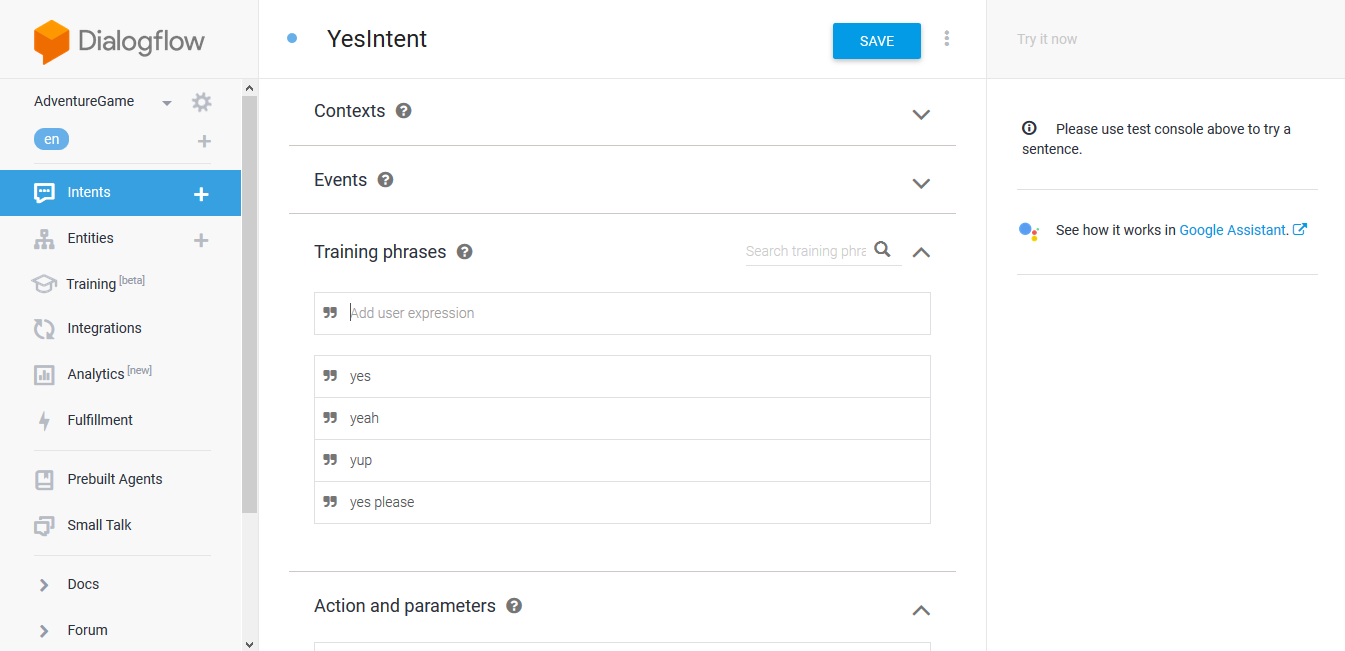 Dialogflow
AdventureGame
en
Intents
Entities
Training [beta]
Integrations
Analytics [new]
Fulfillment
Prebuilt Agents
Small Talk
Docs
Forum
YesIntent
SAVE
Contexts
Events
Training phrases
Search training phra
Add user expression
yes
yeah
yup
yes please
Action and parameters
Try it now
Please use test console above to try a
sentence.
See how it works in Google Assistant.